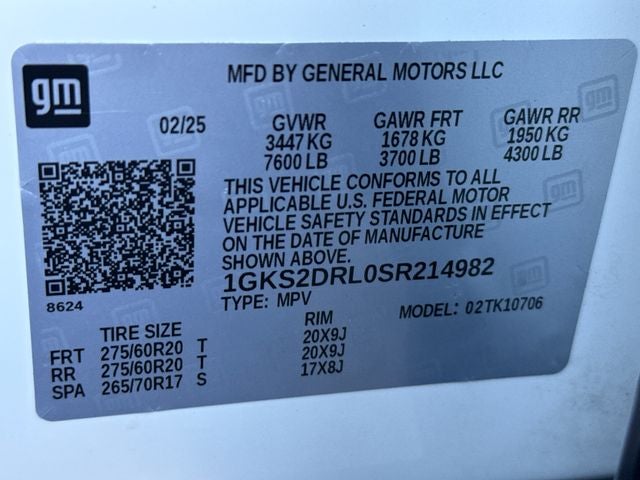 gm
MFD BY GENERAL MOTORS LLC
02/25 GVWR GAWR FRT GAWR RR
3447 KG 1678 KG 1950 KG
7600 LB 3700 LB 4300 LB
THIS VEHICLE CONFORMS TO ALL
APPLICABLE U.S. FEDERAL MOTOR
VEHICLE SAFETY STANDARDS IN EFFECT
ON THE DATE OF MANUFACTURE
SHOWN ABOVE.
1GKS2DRL0SR214982
8624 TYPE: MPV MODEL: 02TK10706
TIRE SIZE RIM
FRT 275/60R20 T 20X9J
RR 275/60R20 T 20X9J
SPA 265/70R17 S 17X8J